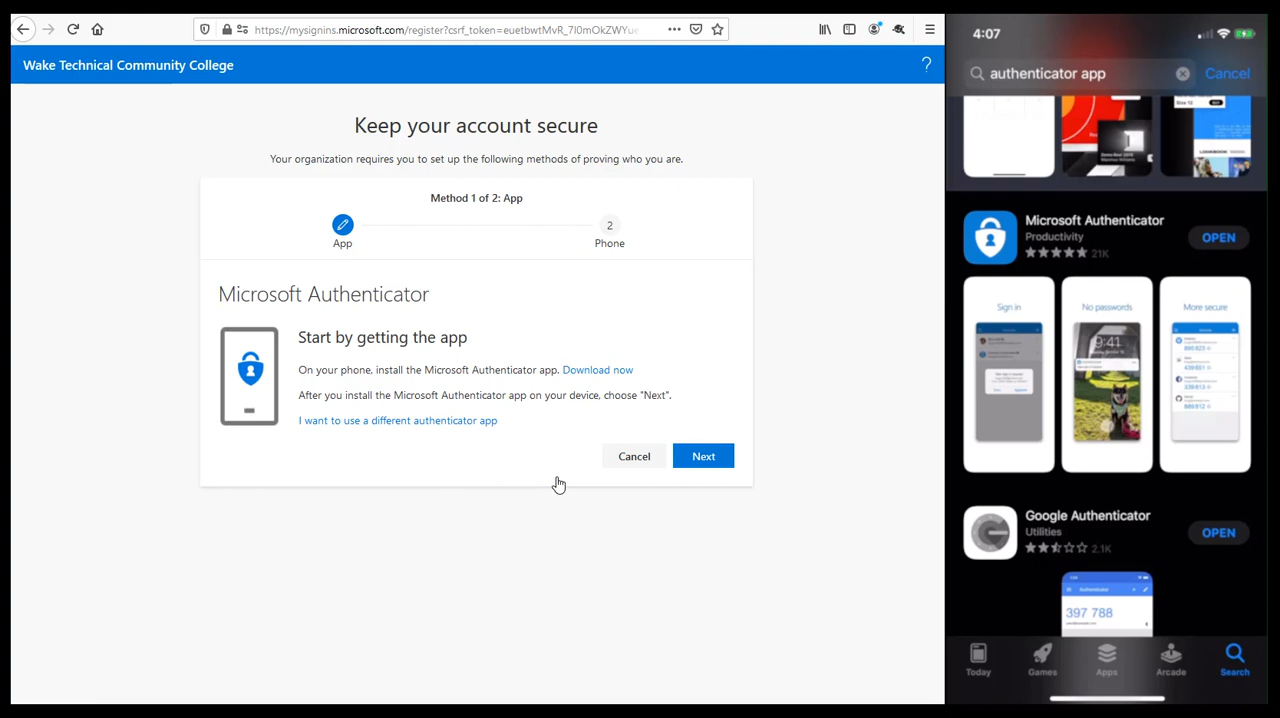 https://mysignins.microsoft.com/register?csrf_token=euetbwtMvR_7I0mOkZWYue
Wake Technical Community College
?
Keep your account secure
Your organization requires you to set up the following methods of proving who you are.
Method 1 of 2: App
2
App
Phone
Microsoft Authenticator
Start by getting the app
On your phone, install the Microsoft Authenticator app. Download now
After you install the Microsoft Authenticator app on your device, choose "Next".
I want to use a different authenticator app
Cancel
Next
4:07
authenticator app
Cancel
Microsoft Authenticator
Productivity
OPEN
21K
Sign in
No passwords
More secure
9:41
Google Authenticator
Utilities
OPEN
2.1K
Authenticator
397 788
Today
Games
Apps
Arcade
Search